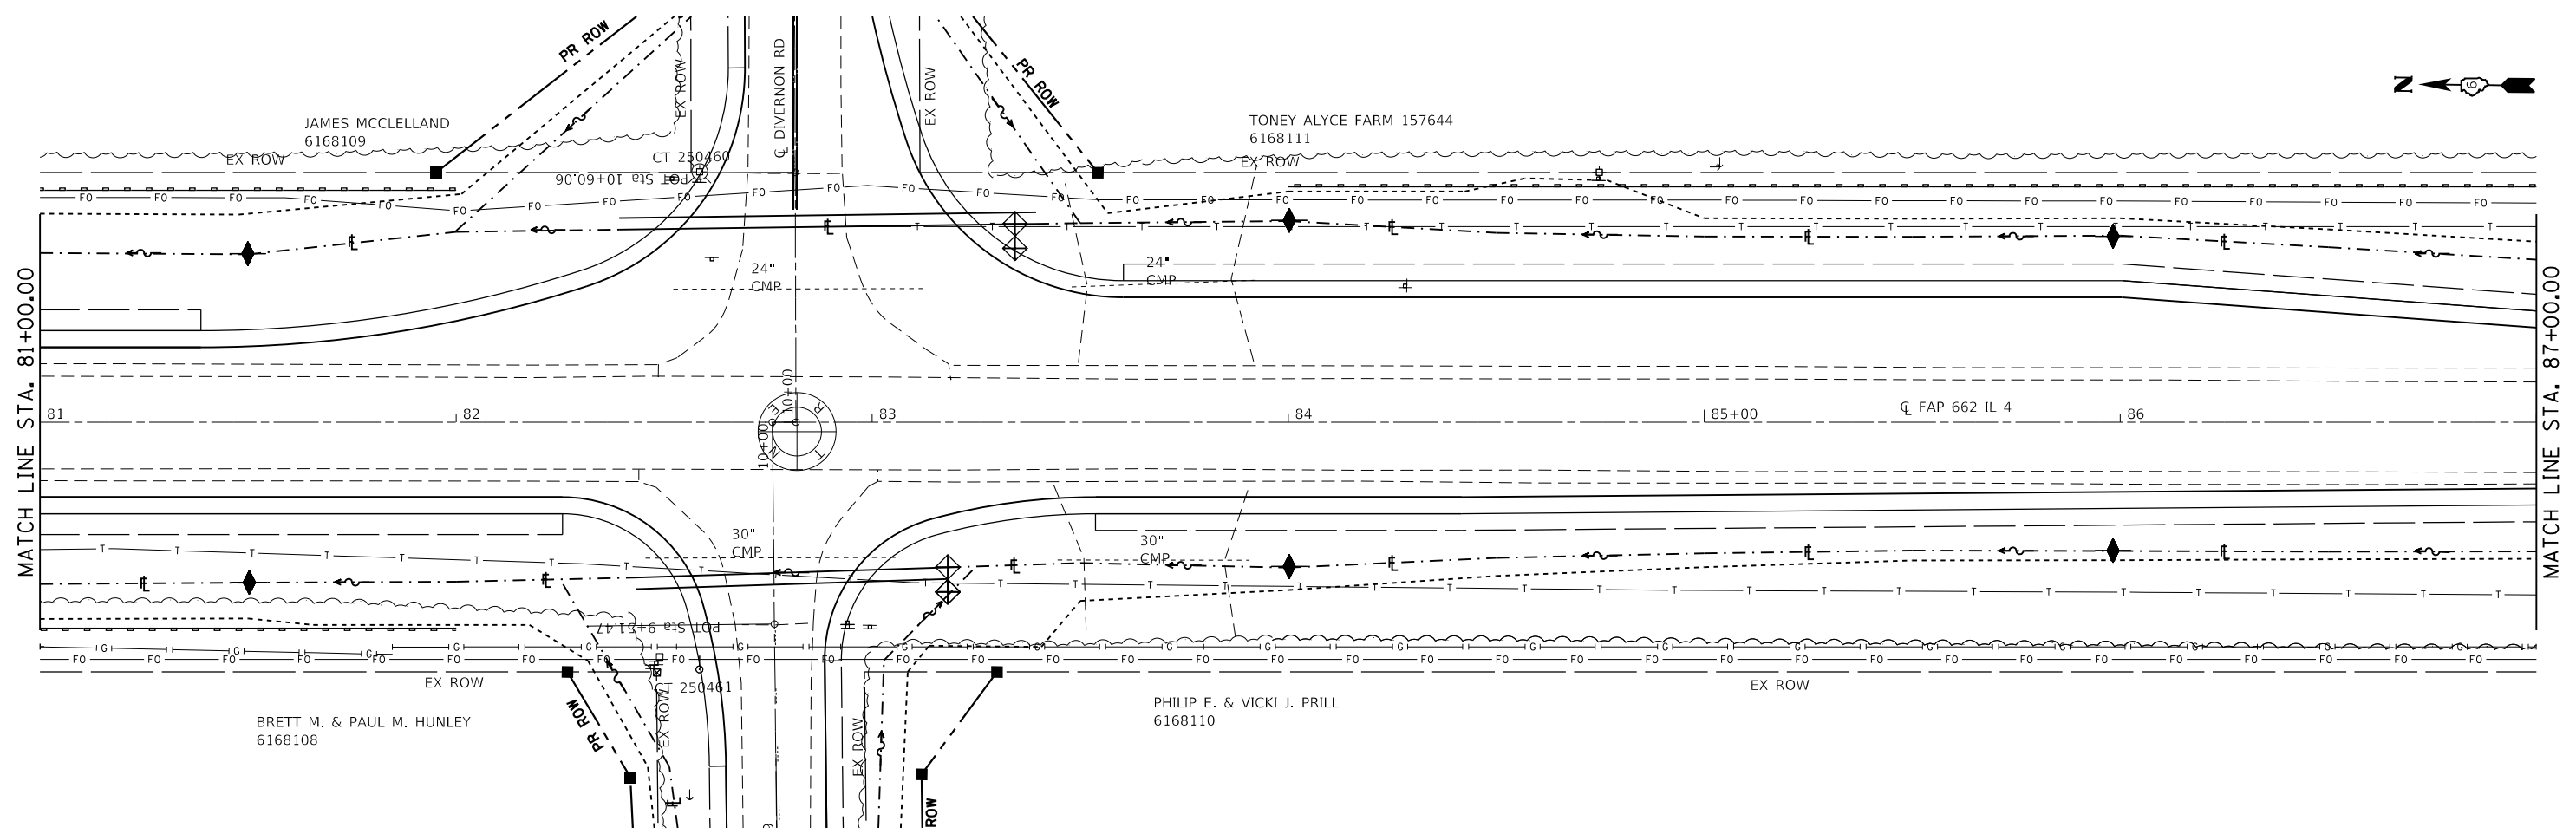 PR ROW
EX ROW
℄ DIVERNON RD
EX ROW
PR ROW
N
6
JAMES MCCLELLAND
6168109
EX ROW
CT 250460
POT Sta 10+60.06
TONEY ALYCE FARM 157644
6168111
EX ROW
24"
CMP
24"
CMP
MATCH LINE STA. 81+00.00
MATCH LINE STA. 87+00.00
10+00
10+00
81
82
83
84
85+00
℄ FAP 662 IL 4
86
30"
CMP
30"
CMP
POT Sta 9+51.47
CT 250461
EX ROW
EX ROW
BRETT M. & PAUL M. HUNLEY
6168108
PR ROW
EX ROW
EX ROW
PHILIP E. & VICKI J. PRILL
6168110
ROW